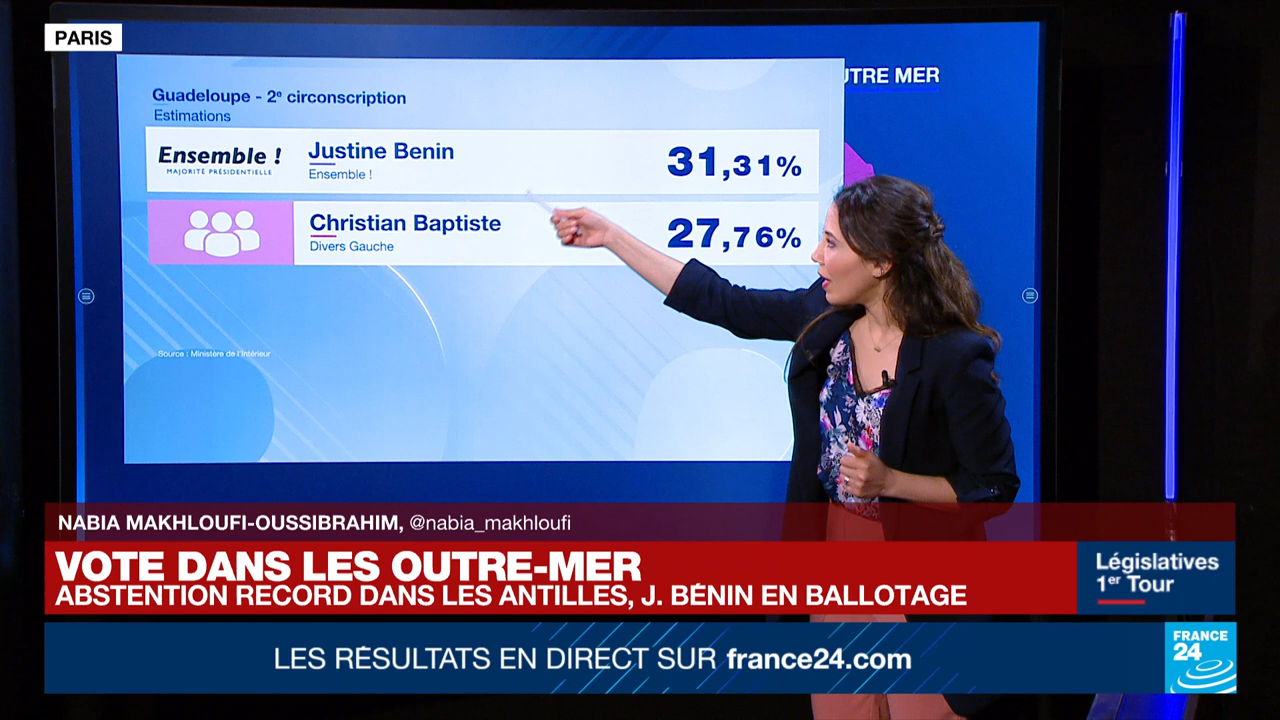 PARIS
UTRE MER
Guadeloupe - 2e circonscription
Estimations
Ensemble !
MAJORITÉ PRÉSIDENTIELLE
Justine Benin
Ensemble !
31,31%
Christian Baptiste
Divers Gauche
27,76%
Source : Ministère de l'Intérieur
NABIA MAKHLOUFI-OUSSIBRAHIM, @nabia_makhloufi
VOTE DANS LES OUTRE-MER
ABSTENTION RECORD DANS LES ANTILLES, J. BÉNIN EN BALLOTAGE
Législatives
1er Tour
LES RÉSULTATS EN DIRECT SUR france24.com
FRANCE
24